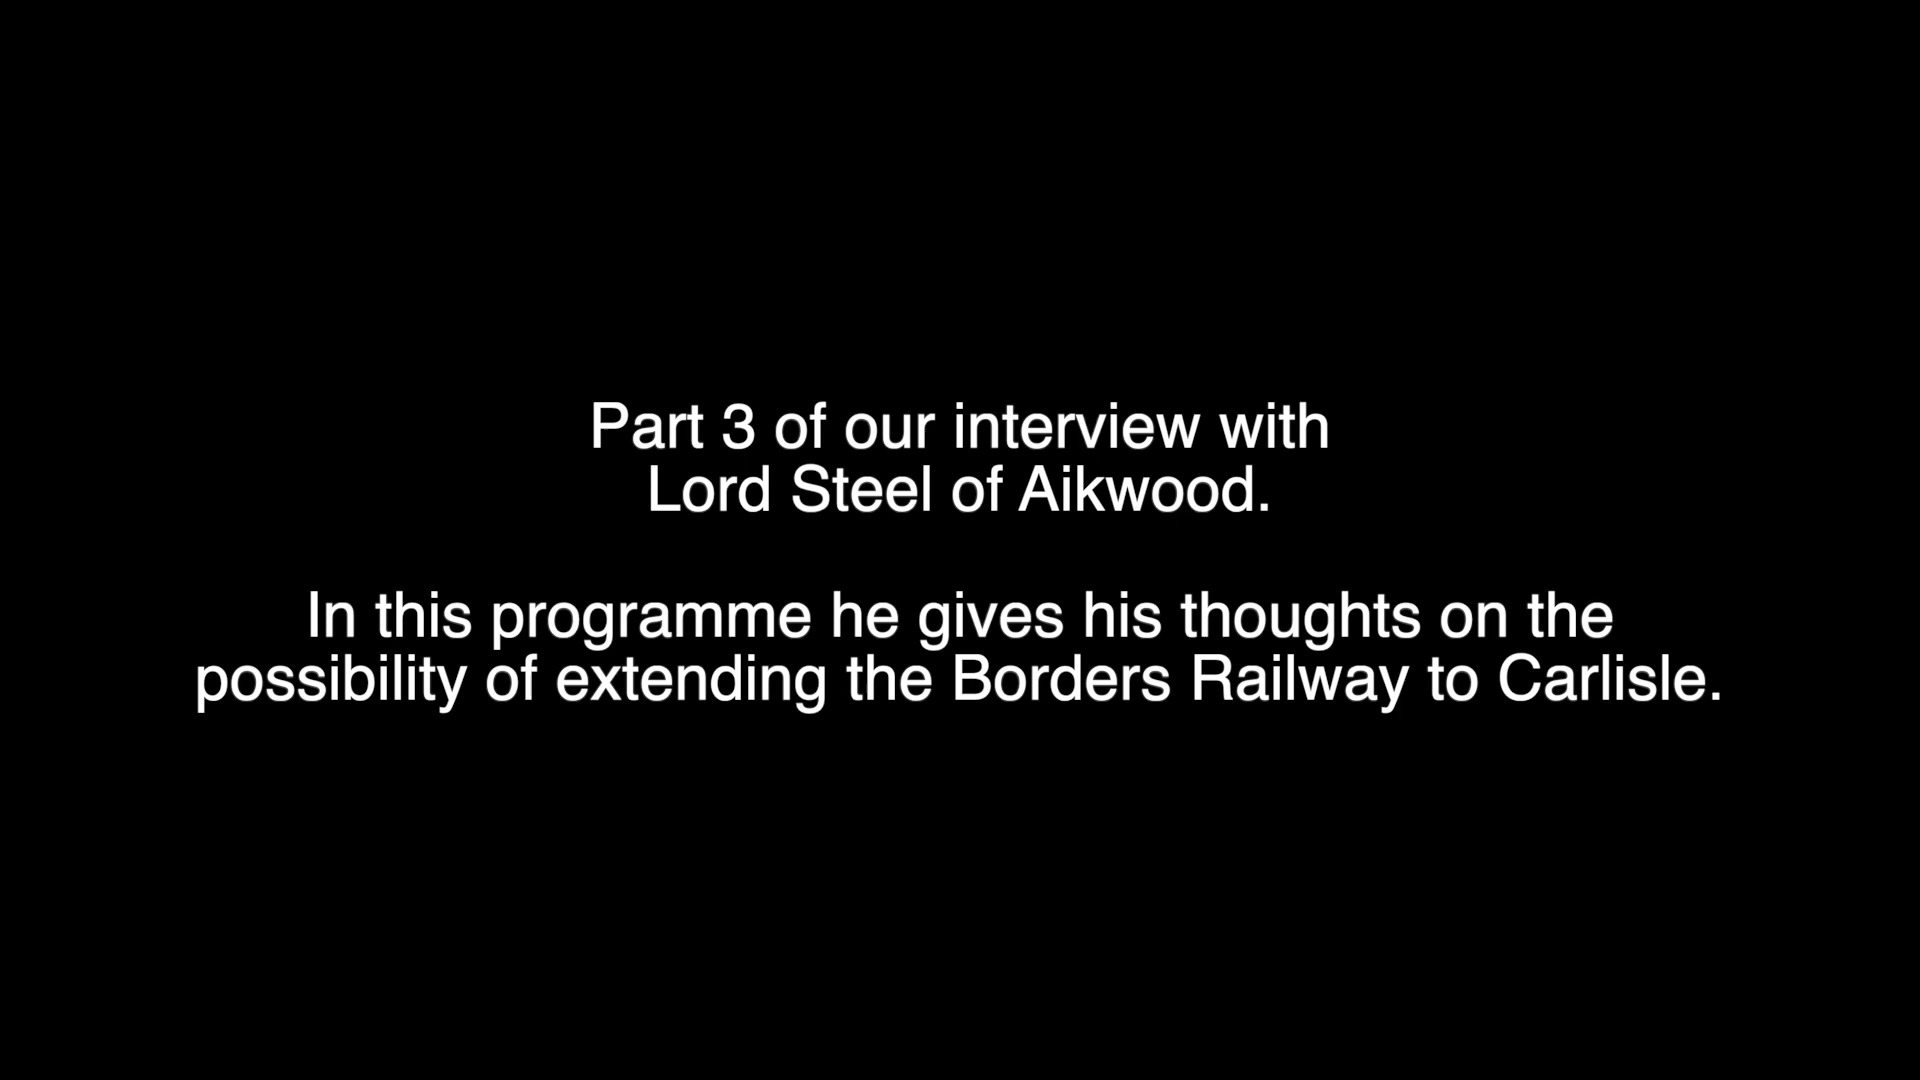 Part 3 of our interview with
Lord Steel of Aikwood.
In this programme he gives his thoughts on the
possibility of extending the Borders Railway to Carlisle.